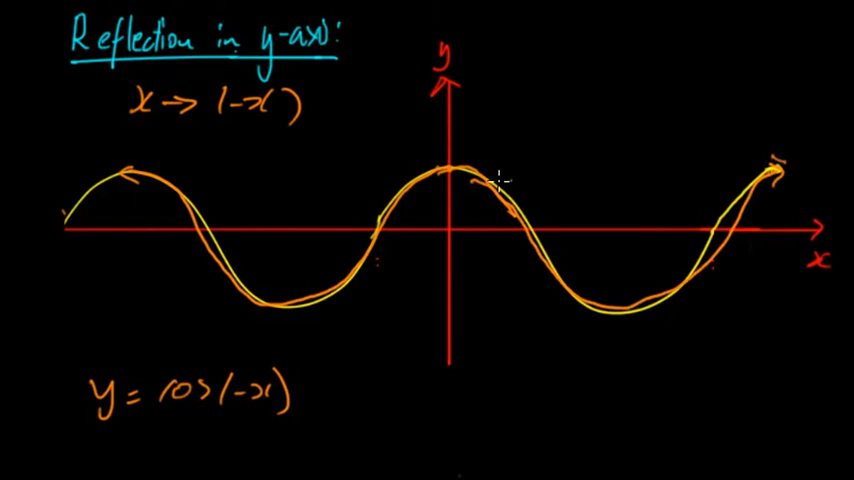 Reflection in y-axis:
y
x → (-x)
x
y = cos(-x)